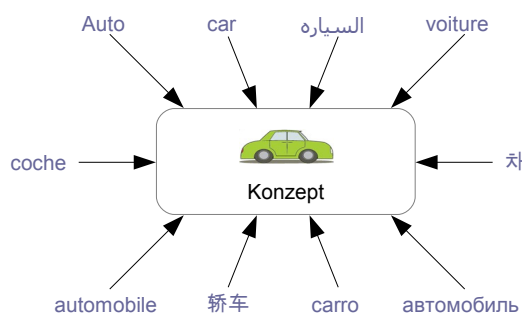 Auto car السياره voiture
coche 차
Konzept
automobile 轿车 carro автомобиль